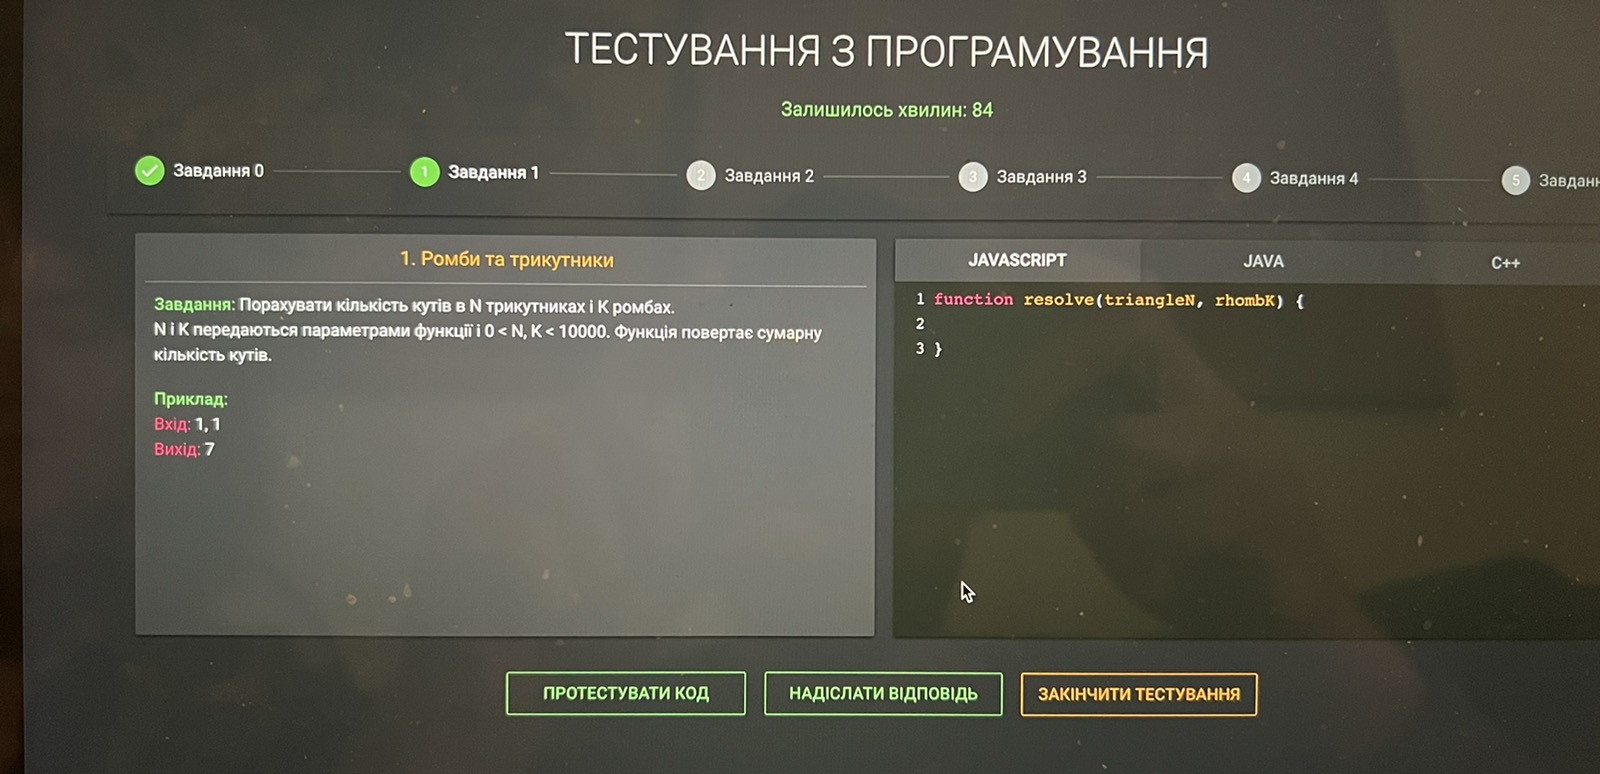 ТЕСТУВАННЯ З ПРОГРАМУВАННЯ
Залишилось хвилин: 84
Завдання 0
1 Завдання 1
2 Завдання 2
3 Завдання 3
4 Завдання 4
5 Завдан
1. Ромби та трикутники
Завдання: Порахувати кількість кутів в N трикутниках і K ромбах.
N і K передаються параметрами функції і 0 < N, K < 10000. Функція повертає сумарну
кількість кутів.
Приклад:
Вхід: 1, 1
Вихід: 7
JAVASCRIPT
JAVA
C++
1 function resolve(triangleN, rhombK) {
2
3 }
ПРОТЕСТУВАТИ КОД
НАДІСЛАТИ ВІДПОВІДЬ
ЗАКІНЧИТИ ТЕСТУВАННЯ